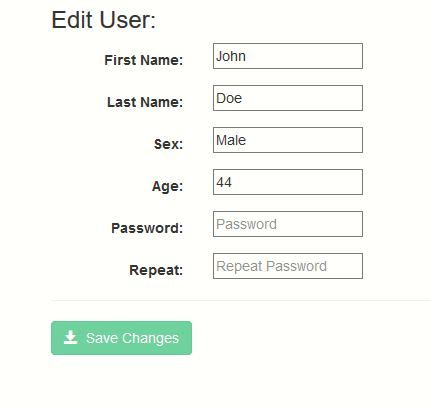 Edit User:
First Name: John
Last Name: Doe
Sex: Male
Age: 44
Password: Password
Repeat: Repeat Password
Save Changes